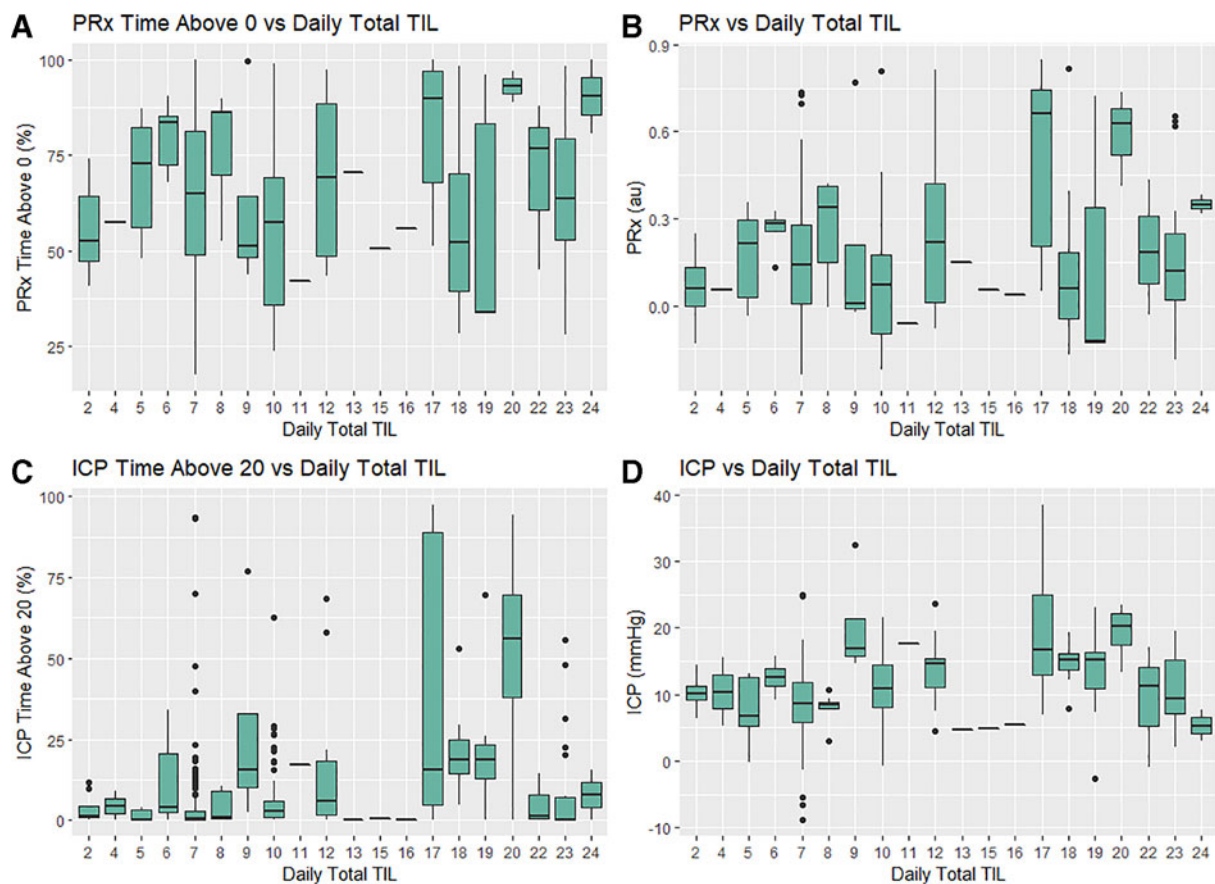 A PRx Time Above 0 vs Daily Total TIL
PRx Time Above 0 (%)
100
75
50
25
2 4 5 6 7 8 9 10 11 12 13 15 16 17 18 19 20 22 23 24
Daily Total TIL
B PRx vs Daily Total TIL
PRx (au)
0.9
0.6
0.3
0.0
2 4 5 6 7 8 9 10 11 12 13 15 16 17 18 19 20 22 23 24
Daily Total TIL
C ICP Time Above 20 vs Daily Total TIL
ICP Time Above 20 (%)
100
75
50
25
0
2 4 5 6 7 8 9 10 11 12 13 15 16 17 18 19 20 22 23 24
Daily Total TIL
D ICP vs Daily Total TIL
ICP (mmHg)
40
30
20
10
0
-10
2 4 5 6 7 8 9 10 11 12 13 15 16 17 18 19 20 22 23 24
Daily Total TIL